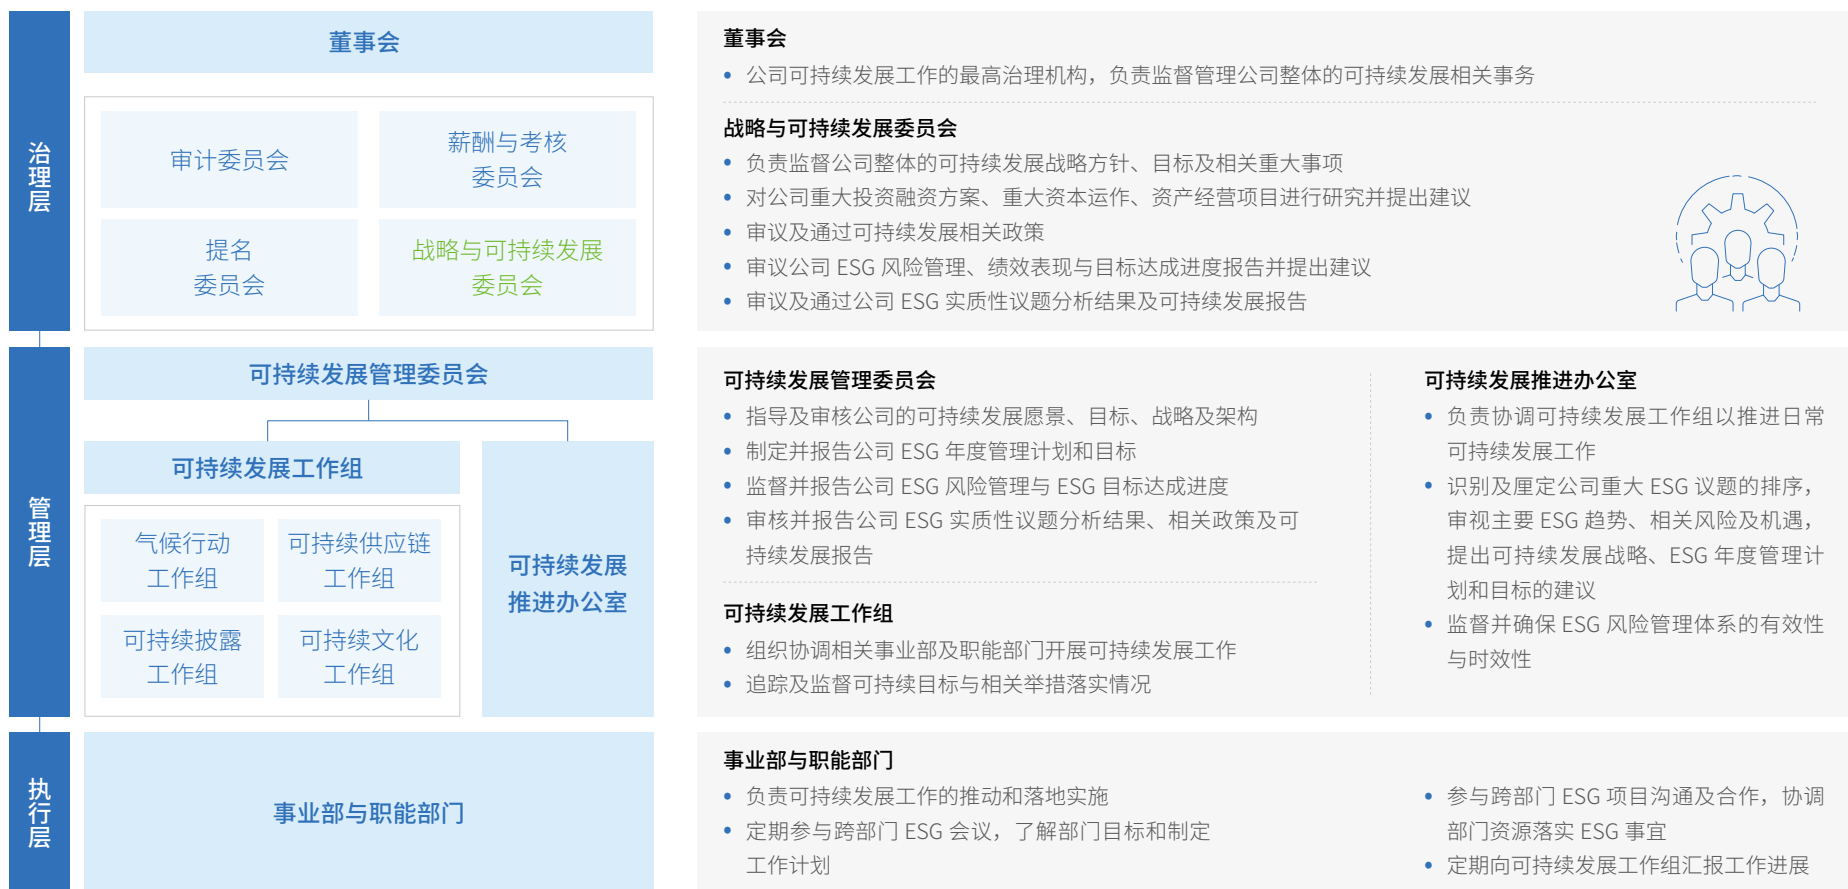 治理层
董事会
审计委员会
薪酬与考核
委员会
提名
委员会
战略与可持续发展
委员会
董事会
公司可持续发展工作的最高治理机构，负责监督管理公司整体的可持续发展相关事务
战略与可持续发展委员会
负责监督公司整体的可持续发展战略方针、目标及相关重大事项
对公司重大投资融资方案、重大资本运作、资产经营项目进行研究并提出建议
审议及通过可持续发展相关政策
审议公司 ESG 风险管理、绩效表现与目标达成进度报告并提出建议
审议及通过公司 ESG 实质性议题分析结果及可持续发展报告
管理层
可持续发展管理委员会
可持续发展工作组
气候行动
工作组
可持续供应链
工作组
可持续披露
工作组
可持续文化
工作组
可持续发展
推进办公室
可持续发展管理委员会
指导及审核公司的可持续发展愿景、目标、战略及架构
制定并报告公司 ESG 年度管理计划和目标
监督并报告公司 ESG 风险管理与 ESG 目标达成进度
审核并报告公司 ESG 实质性议题分析结果、相关政策及可
持续发展报告
可持续发展工作组
组织协调相关事业部及职能部门开展可持续发展工作
追踪及监督可持续目标与相关举措落实情况
可持续发展推进办公室
负责协调可持续发展工作组以推进日常
可持续发展工作
识别及厘定公司重大 ESG 议题的排序，
审视主要 ESG 趋势、相关风险及机遇，
提出可持续发展战略、ESG 年度管理计
划和目标的建议
监督并确保 ESG 风险管理体系的有效性
与时效性
执行层
事业部与职能部门
事业部与职能部门
负责可持续发展工作的推动和落地实施
定期参与跨部门 ESG 会议，了解部门目标和制定
工作计划
参与跨部门 ESG 项目沟通及合作，协调
部门资源落实 ESG 事宜
定期向可持续发展工作组汇报工作进展